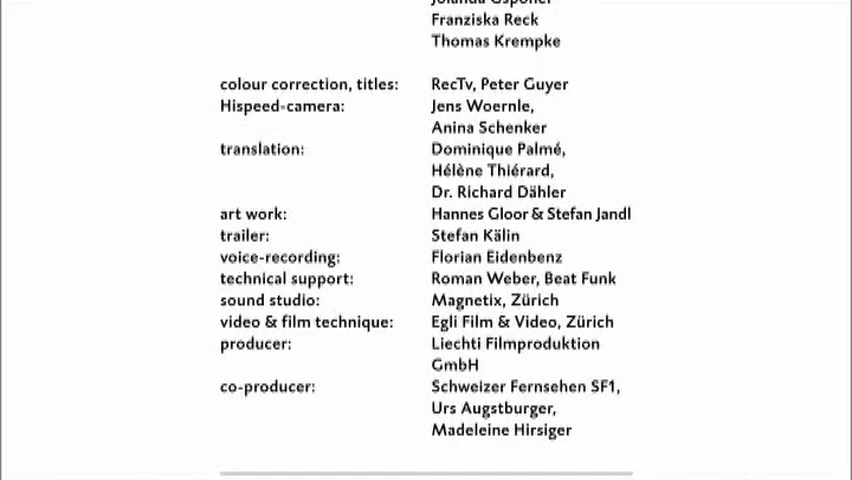 Jolanda Gsponer
Franziska Reck
Thomas Krempke
colour correction, titles: RecTv, Peter Guyer
Hispeed-camera: Jens Woernle,
Anina Schenker
translation: Dominique Palmé,
Hélène Thiérard,
Dr. Richard Dähler
art work: Hannes Gloor & Stefan Jandl
trailer: Stefan Kälin
voice-recording: Florian Eidenbenz
technical support: Roman Weber, Beat Funk
sound studio: Magnetix, Zürich
video & film technique: Egli Film & Video, Zürich
producer: Liechti Filmproduktion
GmbH
co-producer: Schweizer Fernsehen SF1,
Urs Augstburger,
Madeleine Hirsiger